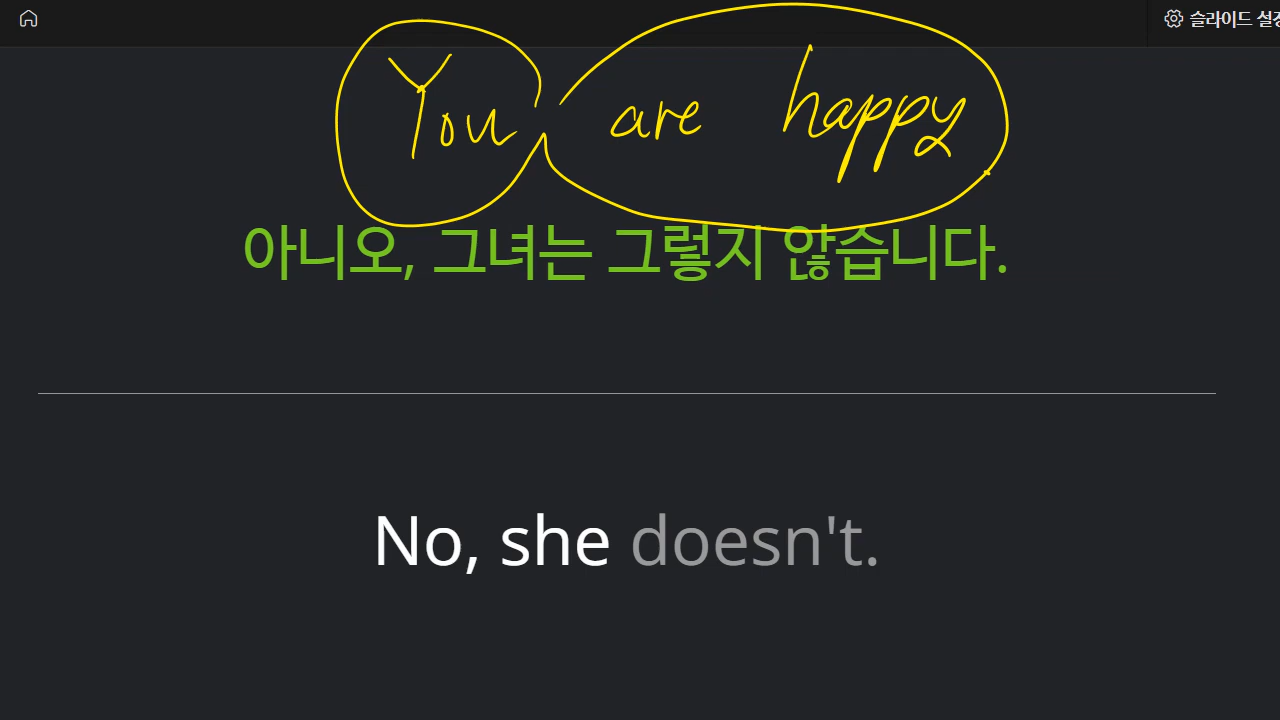 슬라이드 설정
You are happy
아니오, 그녀는 그렇지 않습니다.
No, she doesn't.